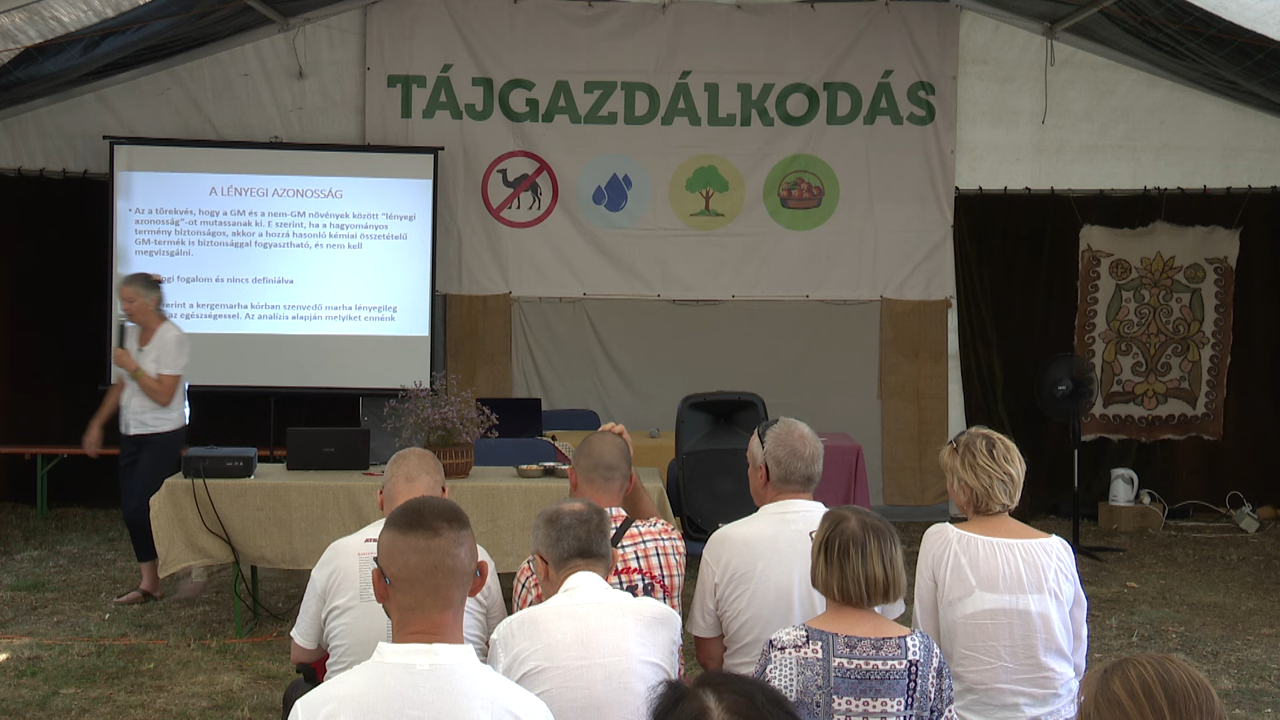 TÁJGAZDÁLKODÁS
A LÉNYEGI AZONOSSÁG
• Az a törekvés, hogy a GM és a nem-GM növények között "lényegi
azonosság"-ot mutassanak ki. E szerint, ha a hagyományos
termény biztonságos, akkor a hozzá hasonló kémiai összetételű
GM-termék is biztonsággal fogyasztható, és nem kell
megvizsgálni.
ogi fogalom és nincs definiálva
erint a kergemarha kórban szenvedő marha lényegileg
az egészségessel. Az analízis alapján melyiket ennénk